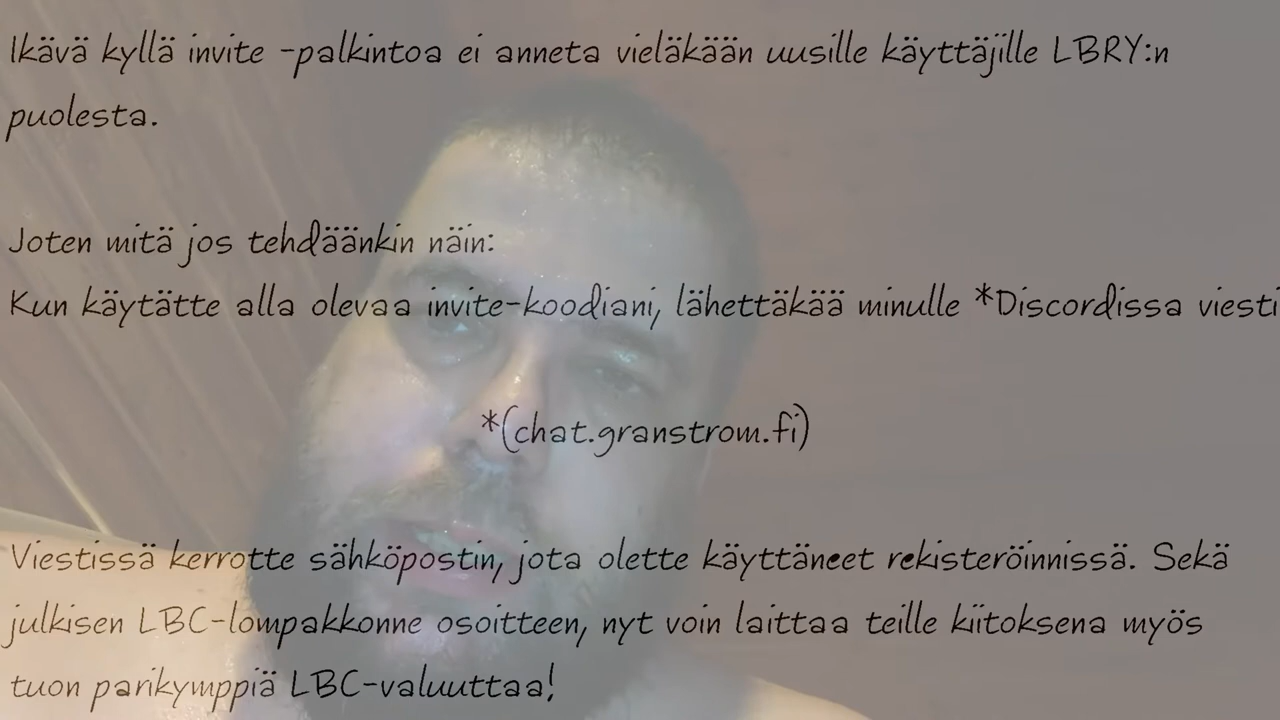 Ikävä kyllä invite -palkintoa ei anneta vieläkään uusille käyttäjille LBRY:n
puolesta.
Joten mitä jos tehdäänkin näin:
Kun käytätte alla olevaa invite-koodiani, lähettäkää minulle *Discordissa viesti
*(chat.granstrom.fi)
Viestissä kerrotte sähköpostin, jota olette käyttäneet rekisteröinnissä. Sekä
julkisen LBC-lompakkonne osoitteen, nyt voin laittaa teille kiitoksena myös
tuon parikymppiä LBC-valuuttaa!